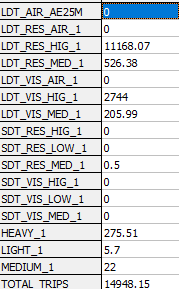 LDT_AIR_AE25M 0
LDT_RES_AIR_1 0
LDT_RES_HIG_1 11168.07
LDT_RES_MED_1 526.38
LDT_VIS_AIR_1 0
LDT_VIS_HIG_1 2744
LDT_VIS_MED_1 205.99
SDT_RES_HIG_1 0
SDT_RES_LOW_1 0
SDT_RES_MED_1 0.5
SDT_VIS_HIG_1 0
SDT_VIS_LOW_1 0
SDT_VIS_MED_1 0
HEAVY_1 275.51
LIGHT_1 5.7
MEDIUM_1 22
TOTAL_TRIPS 14948.15